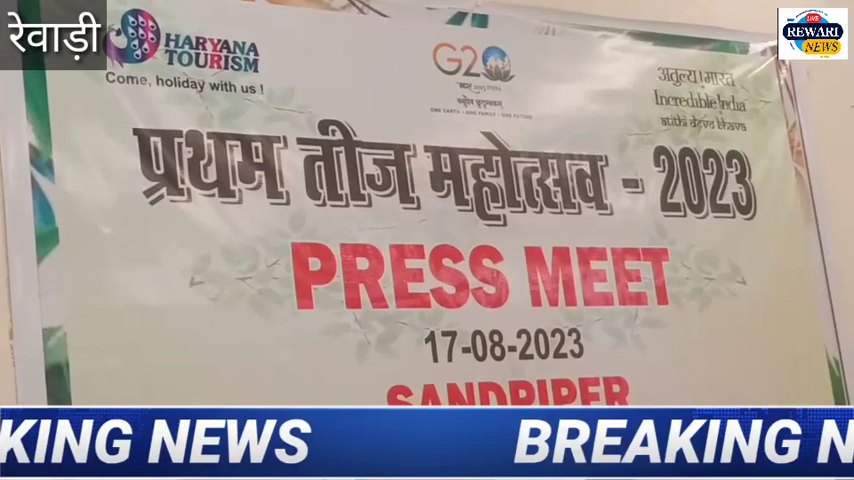 रेवाड़ी
HARYANA
TOURISM
Come, holiday with us !
G20
ONE EARTH • ONE FAMILY • ONE FUTURE
अतुल्य ! भारत
Incredible India
atithi devo bhava
LIVE
REWARI
NEWS
प्रथम तीज महोत्सव - 2023
PRESS MEET
17-08-2023
SANDPIPER
KING NEWS BREAKING N